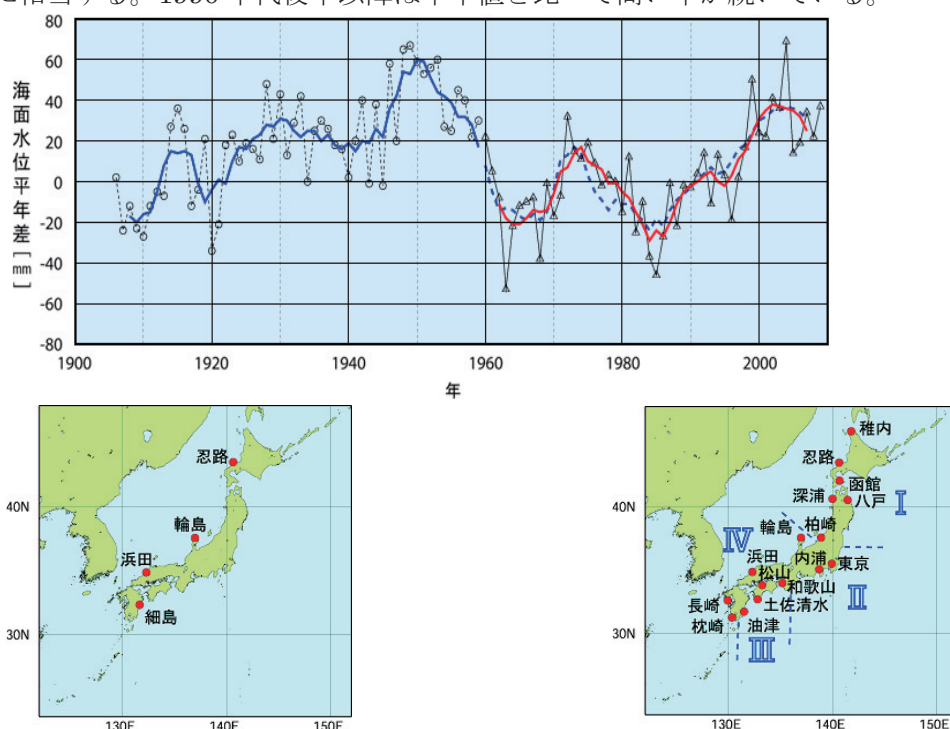 80
60
40
20
0
-20
-40
-60
-80
海面水位平年差[mm]
1900
1920
1940
1960
1980
2000
年
忍路
輪島
浜田
細島
40N
30N
130E
140E
150E
稚内
忍路
函館
深浦
八戸
I
輪島
柏崎
IV
浜田
内浦
東京
松山
和歌山
II
長崎
土佐清水
枕崎
油津
III
40N
30N
130E
140E
150E